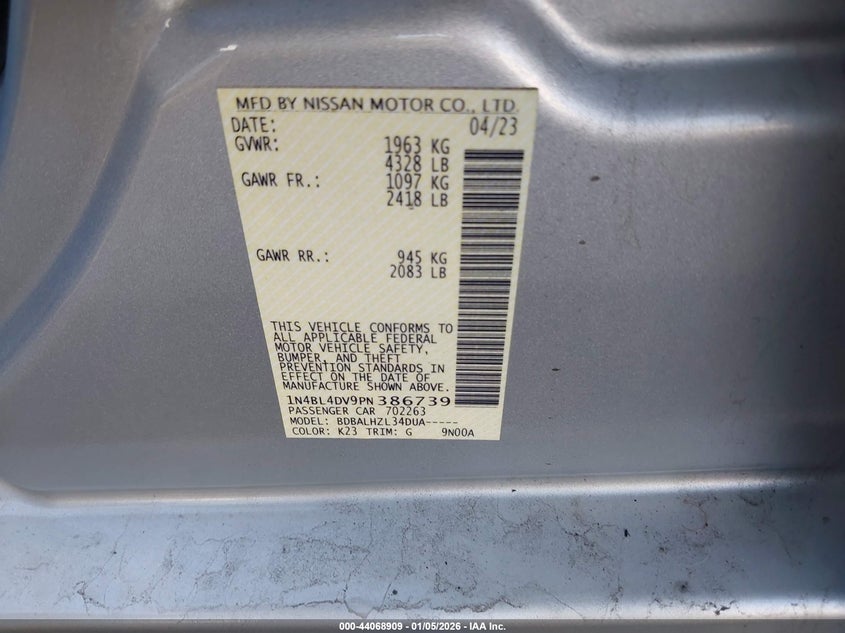 MFD BY NISSAN MOTOR CO., LTD.
DATE: 04/23
GVWR: 1963 KG
4328 LB
GAWR FR.: 1097 KG
2418 LB
GAWR RR.: 945 KG
2083 LB
THIS VEHICLE CONFORMS TO
ALL APPLICABLE FEDERAL
MOTOR VEHICLE SAFETY,
BUMPER, AND THEFT
PREVENTION STANDARDS IN
EFFECT ON THE DATE OF
MANUFACTURE SHOWN ABOVE.
1N4BL4DV9PN386739
PASSENGER CAR 702263
MODEL: BDBALHZL34DUA-----
COLOR: K23 TRIM: G 9N00A
000-44068909 - 01/05/2026 - IAA Inc.